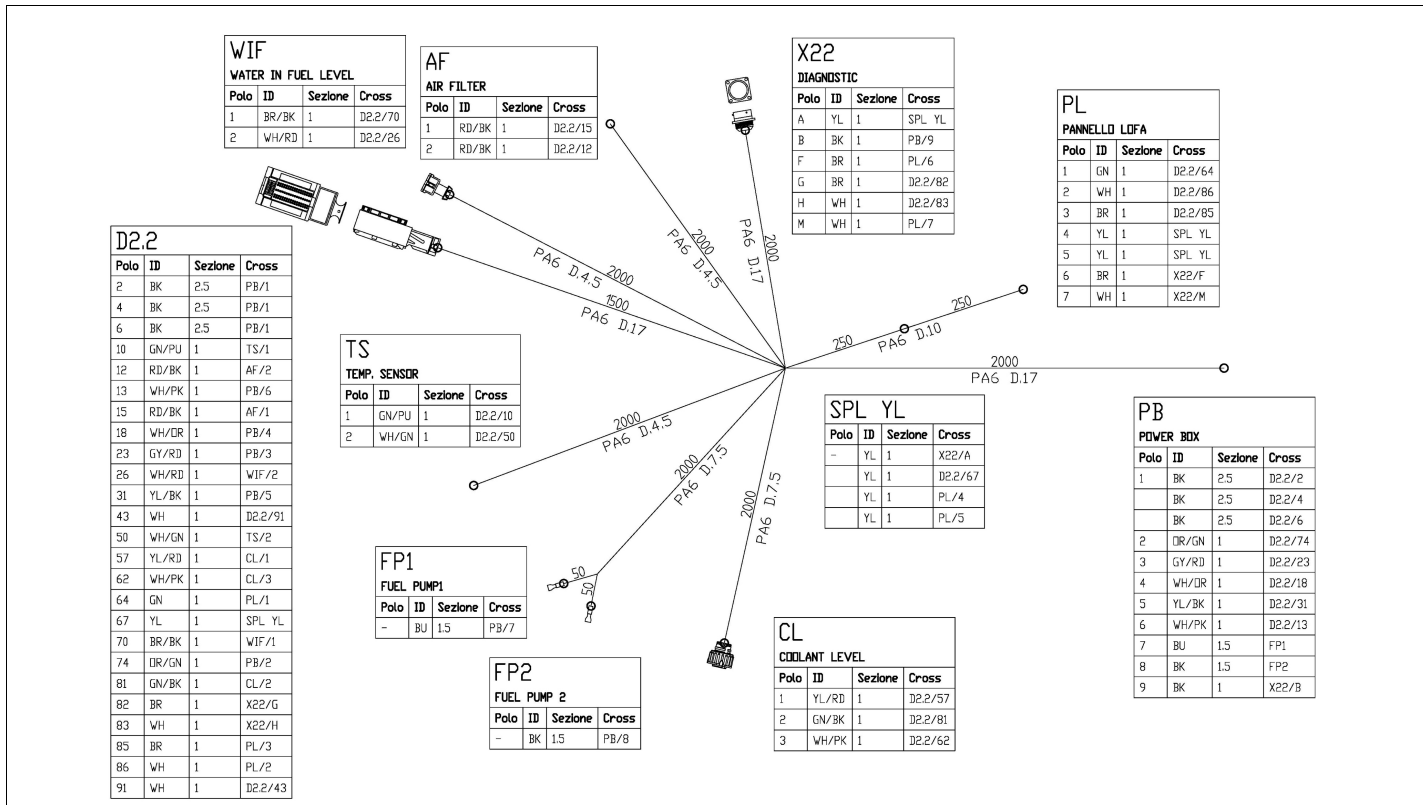 WIF
WATER IN FUEL LEVEL
Polo ID Sezione Cross
1 BR/BK 1 D2.2/70
2 WH/RD 1 D2.2/26
AF
AIR FILTER
Polo ID Sezione Cross
1 RD/BK 1 D2.2/15
2 RD/BK 1 D2.2/12
X22
DIAGNOSTIC
Polo ID Sezione Cross
A YL 1 SPL YL
B BK 1 PB/9
F BR 1 PL/6
G BR 1 D2.2/82
H WH 1 D2.2/83
M WH 1 PL/7
PL
PANNELLO LOFA
Polo ID Sezione Cross
1 GN 1 D2.2/64
2 WH 1 D2.2/86
3 BR 1 D2.2/85
4 YL 1 SPL YL
5 YL 1 SPL YL
6 BR 1 X22/F
7 WH 1 X22/M
D2.2
Polo ID Sezione Cross
2 BK 2.5 PB/1
4 BK 2.5 PB/1
6 BK 2.5 PB/1
10 GN/PU 1 TS/1
12 RD/BK 1 AF/2
13 WH/PK 1 PB/6
15 RD/BK 1 AF/1
18 WH/OR 1 PB/4
23 GY/RD 1 PB/3
26 WH/RD 1 WIF/2
31 YL/BK 1 PB/5
43 WH 1 D2.2/91
50 WH/GN 1 TS/2
57 YL/RD 1 CL/1
62 WH/PK 1 CL/3
64 GN 1 PL/1
67 YL 1 SPL YL
70 BR/BK 1 WIF/1
74 OR/GN 1 PB/2
81 GN/BK 1 CL/2
82 BR 1 X22/G
83 WH 1 X22/H
85 BR 1 PL/3
86 WH 1 PL/2
91 WH 1 D2.2/43
2000
PA6 D.4.5
2000
PA6 D.17
2000
PA6 D.4.5
1500
PA6 D.17
250
250
PA6 D.10
2000
PA6 D.17
TS
TEMP. SENSOR
Polo ID Sezione Cross
1 GN/PU 1 D2.2/10
2 WH/GN 1 D2.2/50
2000
PA6 D.4.5
2000
PA6 D.7.5
2000
PA6 D.7.5
50
50
SPL YL
Polo ID Sezione Cross
- YL 1 X22/A
YL 1 D2.2/67
YL 1 PL/4
YL 1 PL/5
PB
POWER BOX
Polo ID Sezione Cross
1 BK 2.5 D2.2/2
BK 2.5 D2.2/4
BK 2.5 D2.2/6
2 OR/GN 1 D2.2/74
3 GY/RD 1 D2.2/23
4 WH/OR 1 D2.2/18
5 YL/BK 1 D2.2/31
6 WH/PK 1 D2.2/13
7 BU 1.5 FP1
8 BK 1.5 FP2
9 BK 1 X22/B
FP1
FUEL PUMP1
Polo ID Sezione Cross
- BU 1.5 PB/7
FP2
FUEL PUMP 2
Polo ID Sezione Cross
- BK 1.5 PB/8
CL
COOLANT LEVEL
Polo ID Sezione Cross
1 YL/RD 1 D2.2/57
2 GN/BK 1 D2.2/81
3 WH/PK 1 D2.2/62